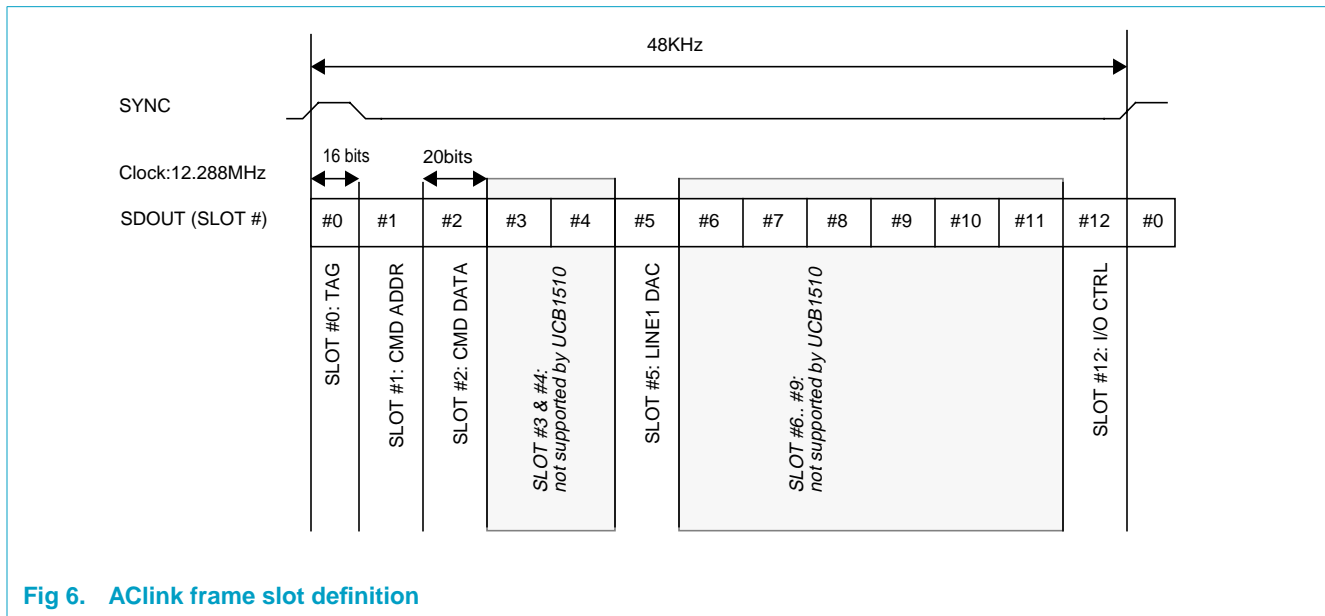 48KHz
SYNC
16 bits
20bits
Clock:12.288MHz
SDOUT (SLOT #)
#0 #1 #2 #3 #4 #5 #6 #7 #8 #9 #10 #11 #12 #0
SLOT #0: TAG
SLOT #1: CMD ADDR
SLOT #2: CMD DATA
SLOT #3 & #4:
not supported by UCB1510
SLOT #5: LINE1 DAC
SLOT #6.. #9:
not supported by UCB1510
SLOT #12: I/O CTRL
Fig 6. AClink frame slot definition